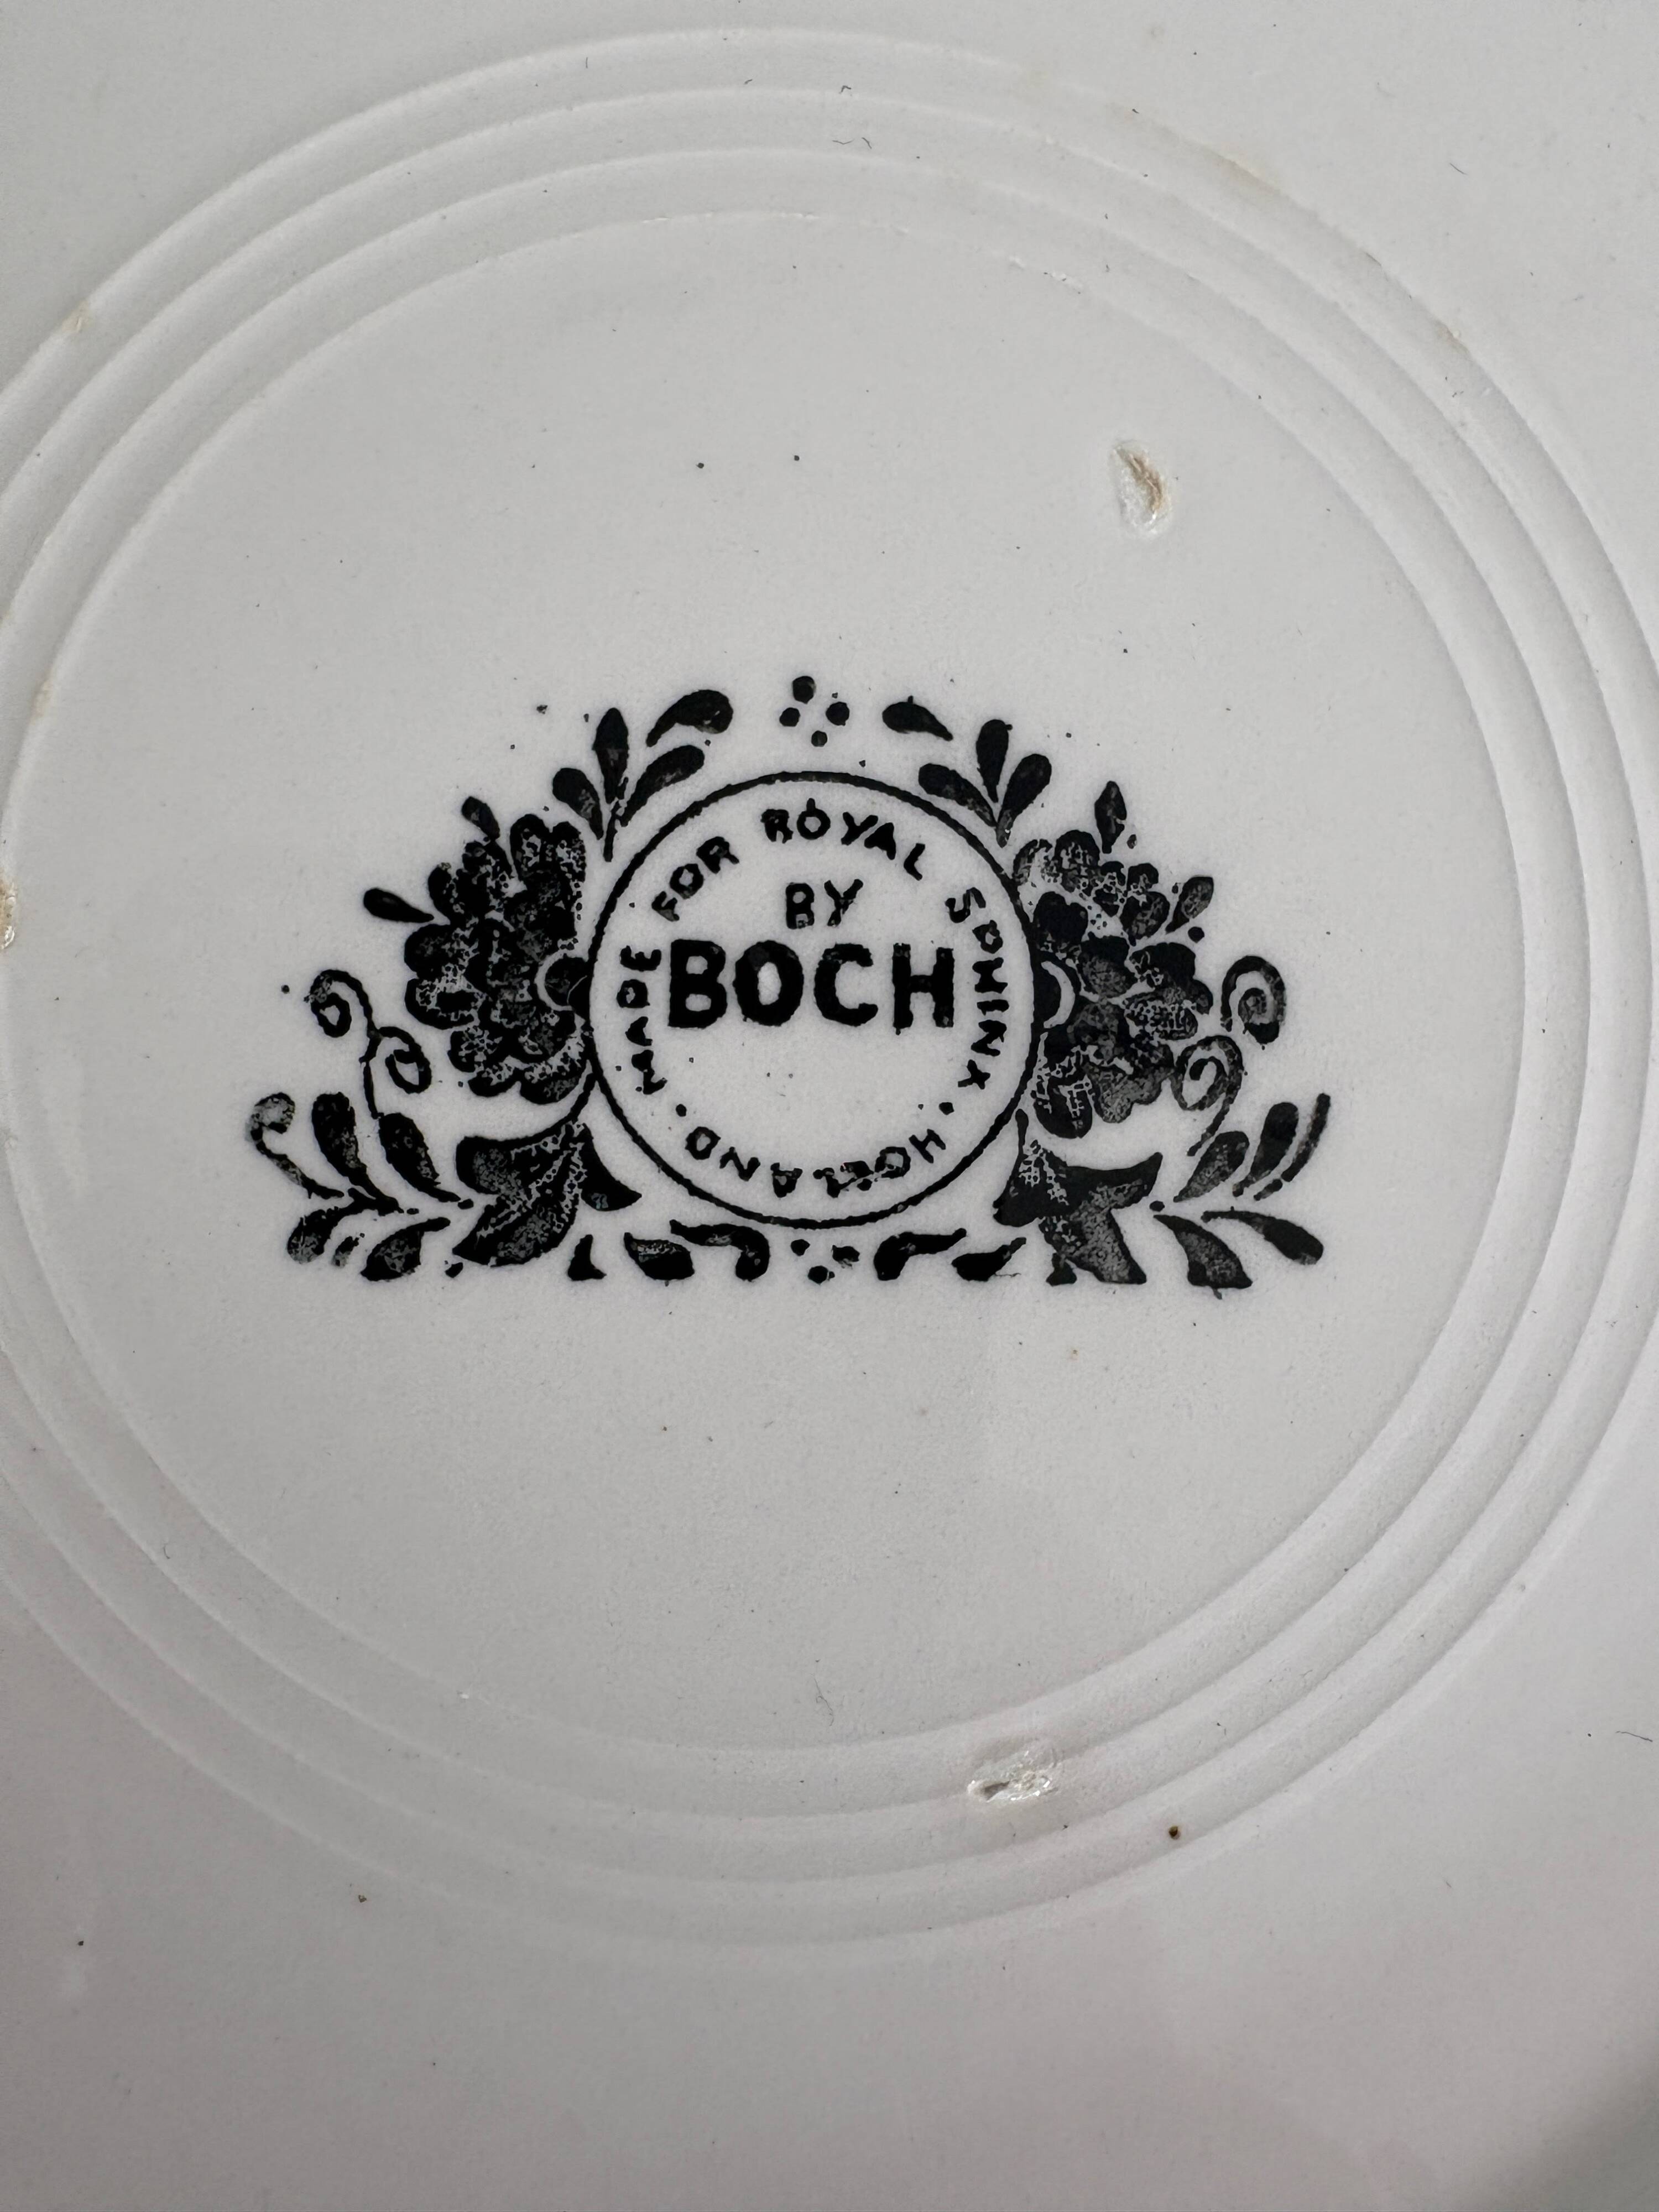 MADE FOR ROYAL SPHINX · HOLLAND ·
BY
BOCH